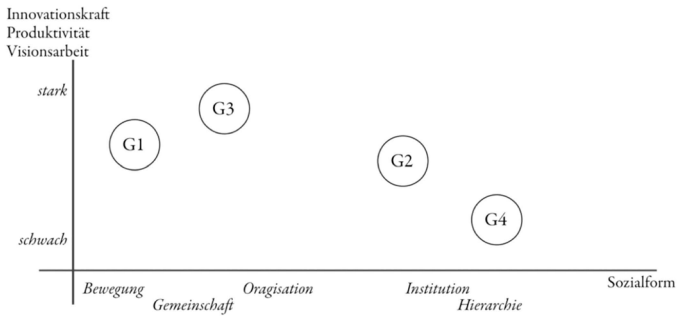 Innovationskraft
Produktivität
Visionsarbeit
stark
G3
G1
G2
G4
schwach
Bewegung Oragisation Institution Sozialform
Gemeinschaft Hierarchie